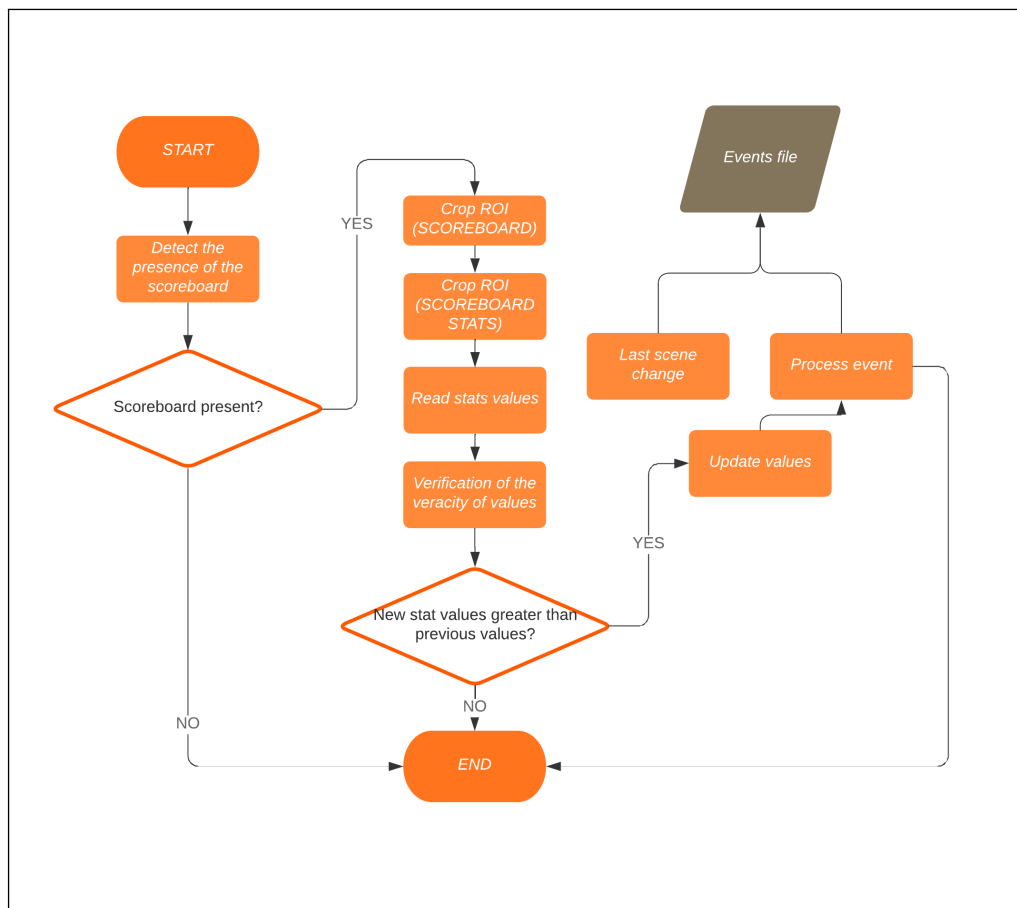 START
Detect the
presence of the
scoreboard
Scoreboard present?
YES
NO
Crop ROI
(SCOREBOARD)
Crop ROI
(SCOREBOARD
STATS)
Read stats values
Verification of the
veracity of values
New stat values greater than
previous values?
YES
NO
END
Events file
Last scene
change
Process event
Update values